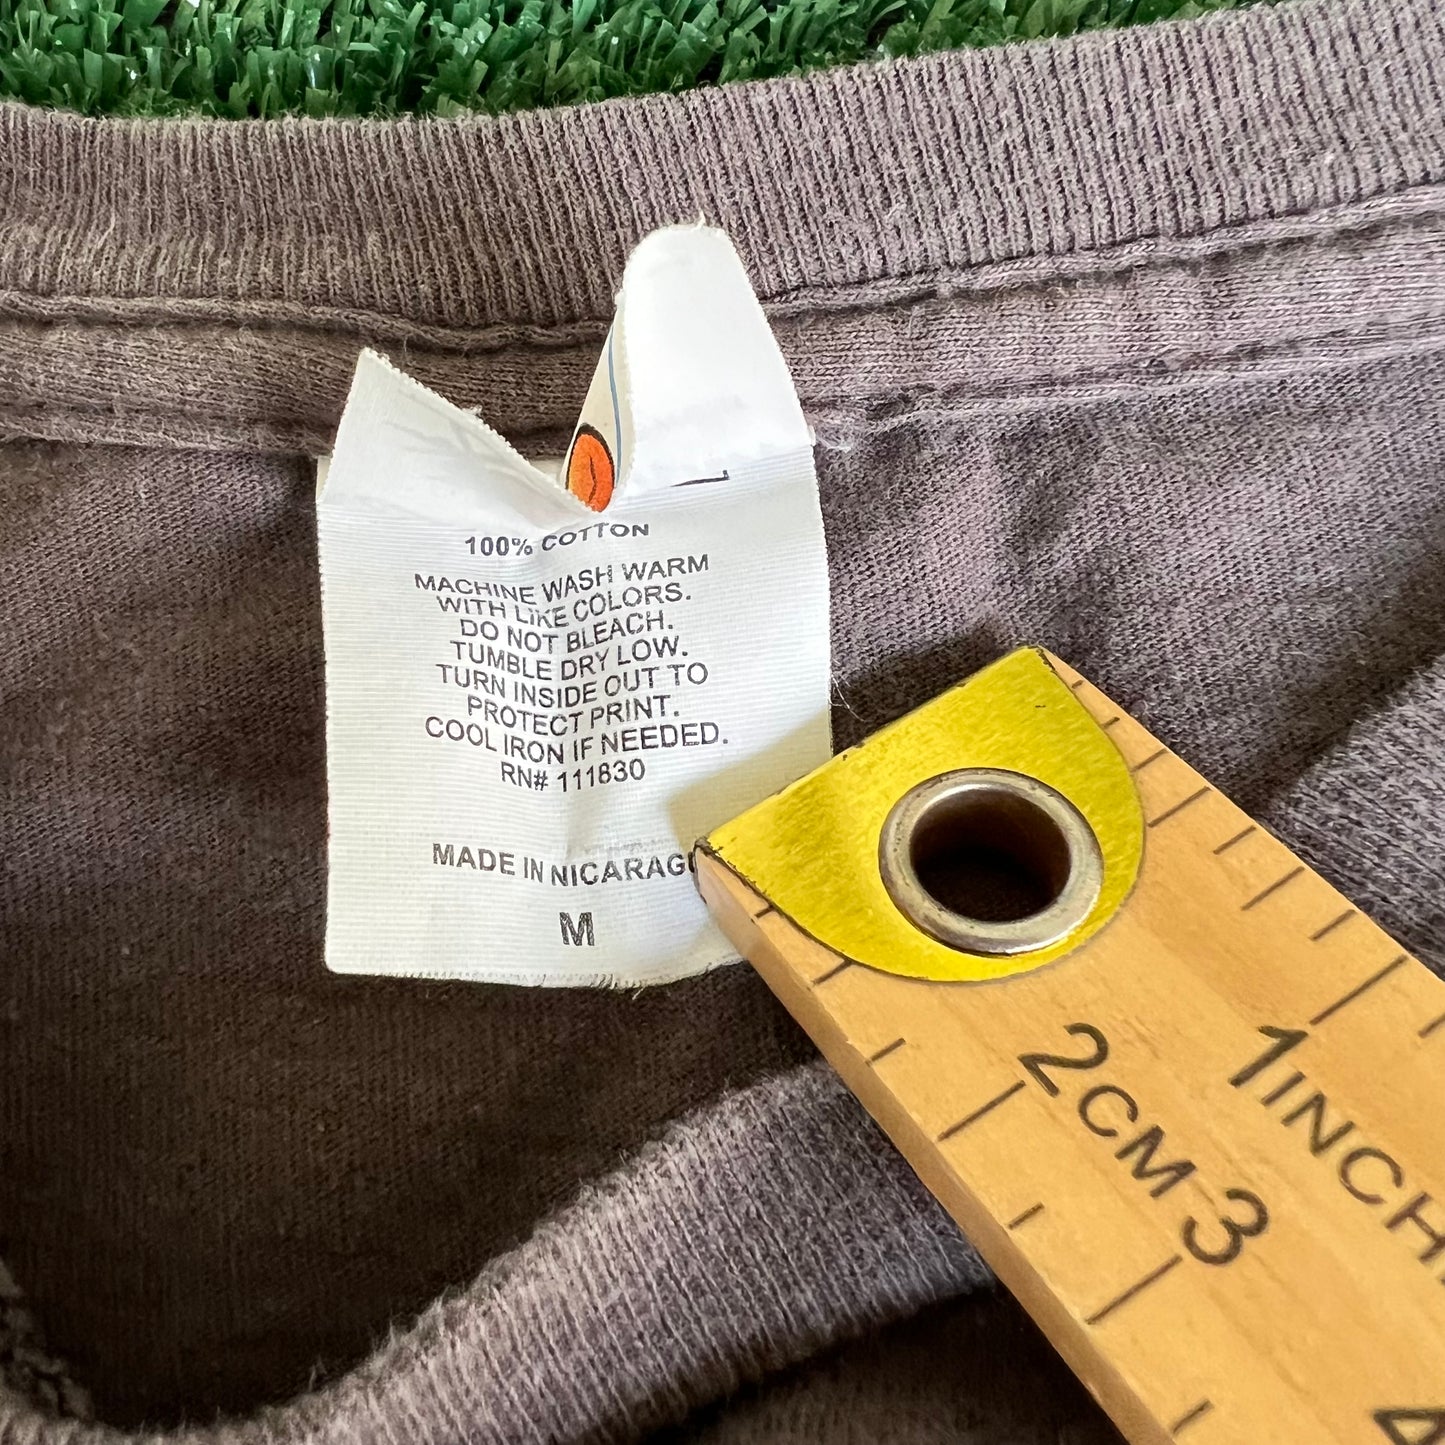 100% COTTON
MACHINE WASH WARM
WITH LIKE COLORS.
DO NOT BLEACH.
TUMBLE DRY LOW.
TURN INSIDE OUT TO
PROTECT PRINT.
COOL IRON IF NEEDED.
RN# 111830
MADE IN NICARAG
M
2CM 3
1INCH
4